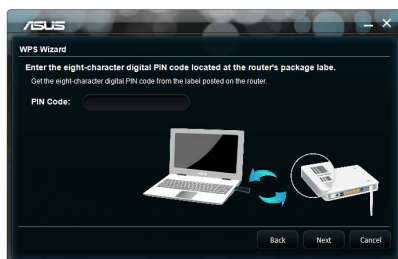 ASUS
WPS Wizard
Enter the eight-character digital PIN code located at the router's package labe.
Get the eight-character digital PIN code from the label posted on the router.
PIN Code:
Back Next Cancel